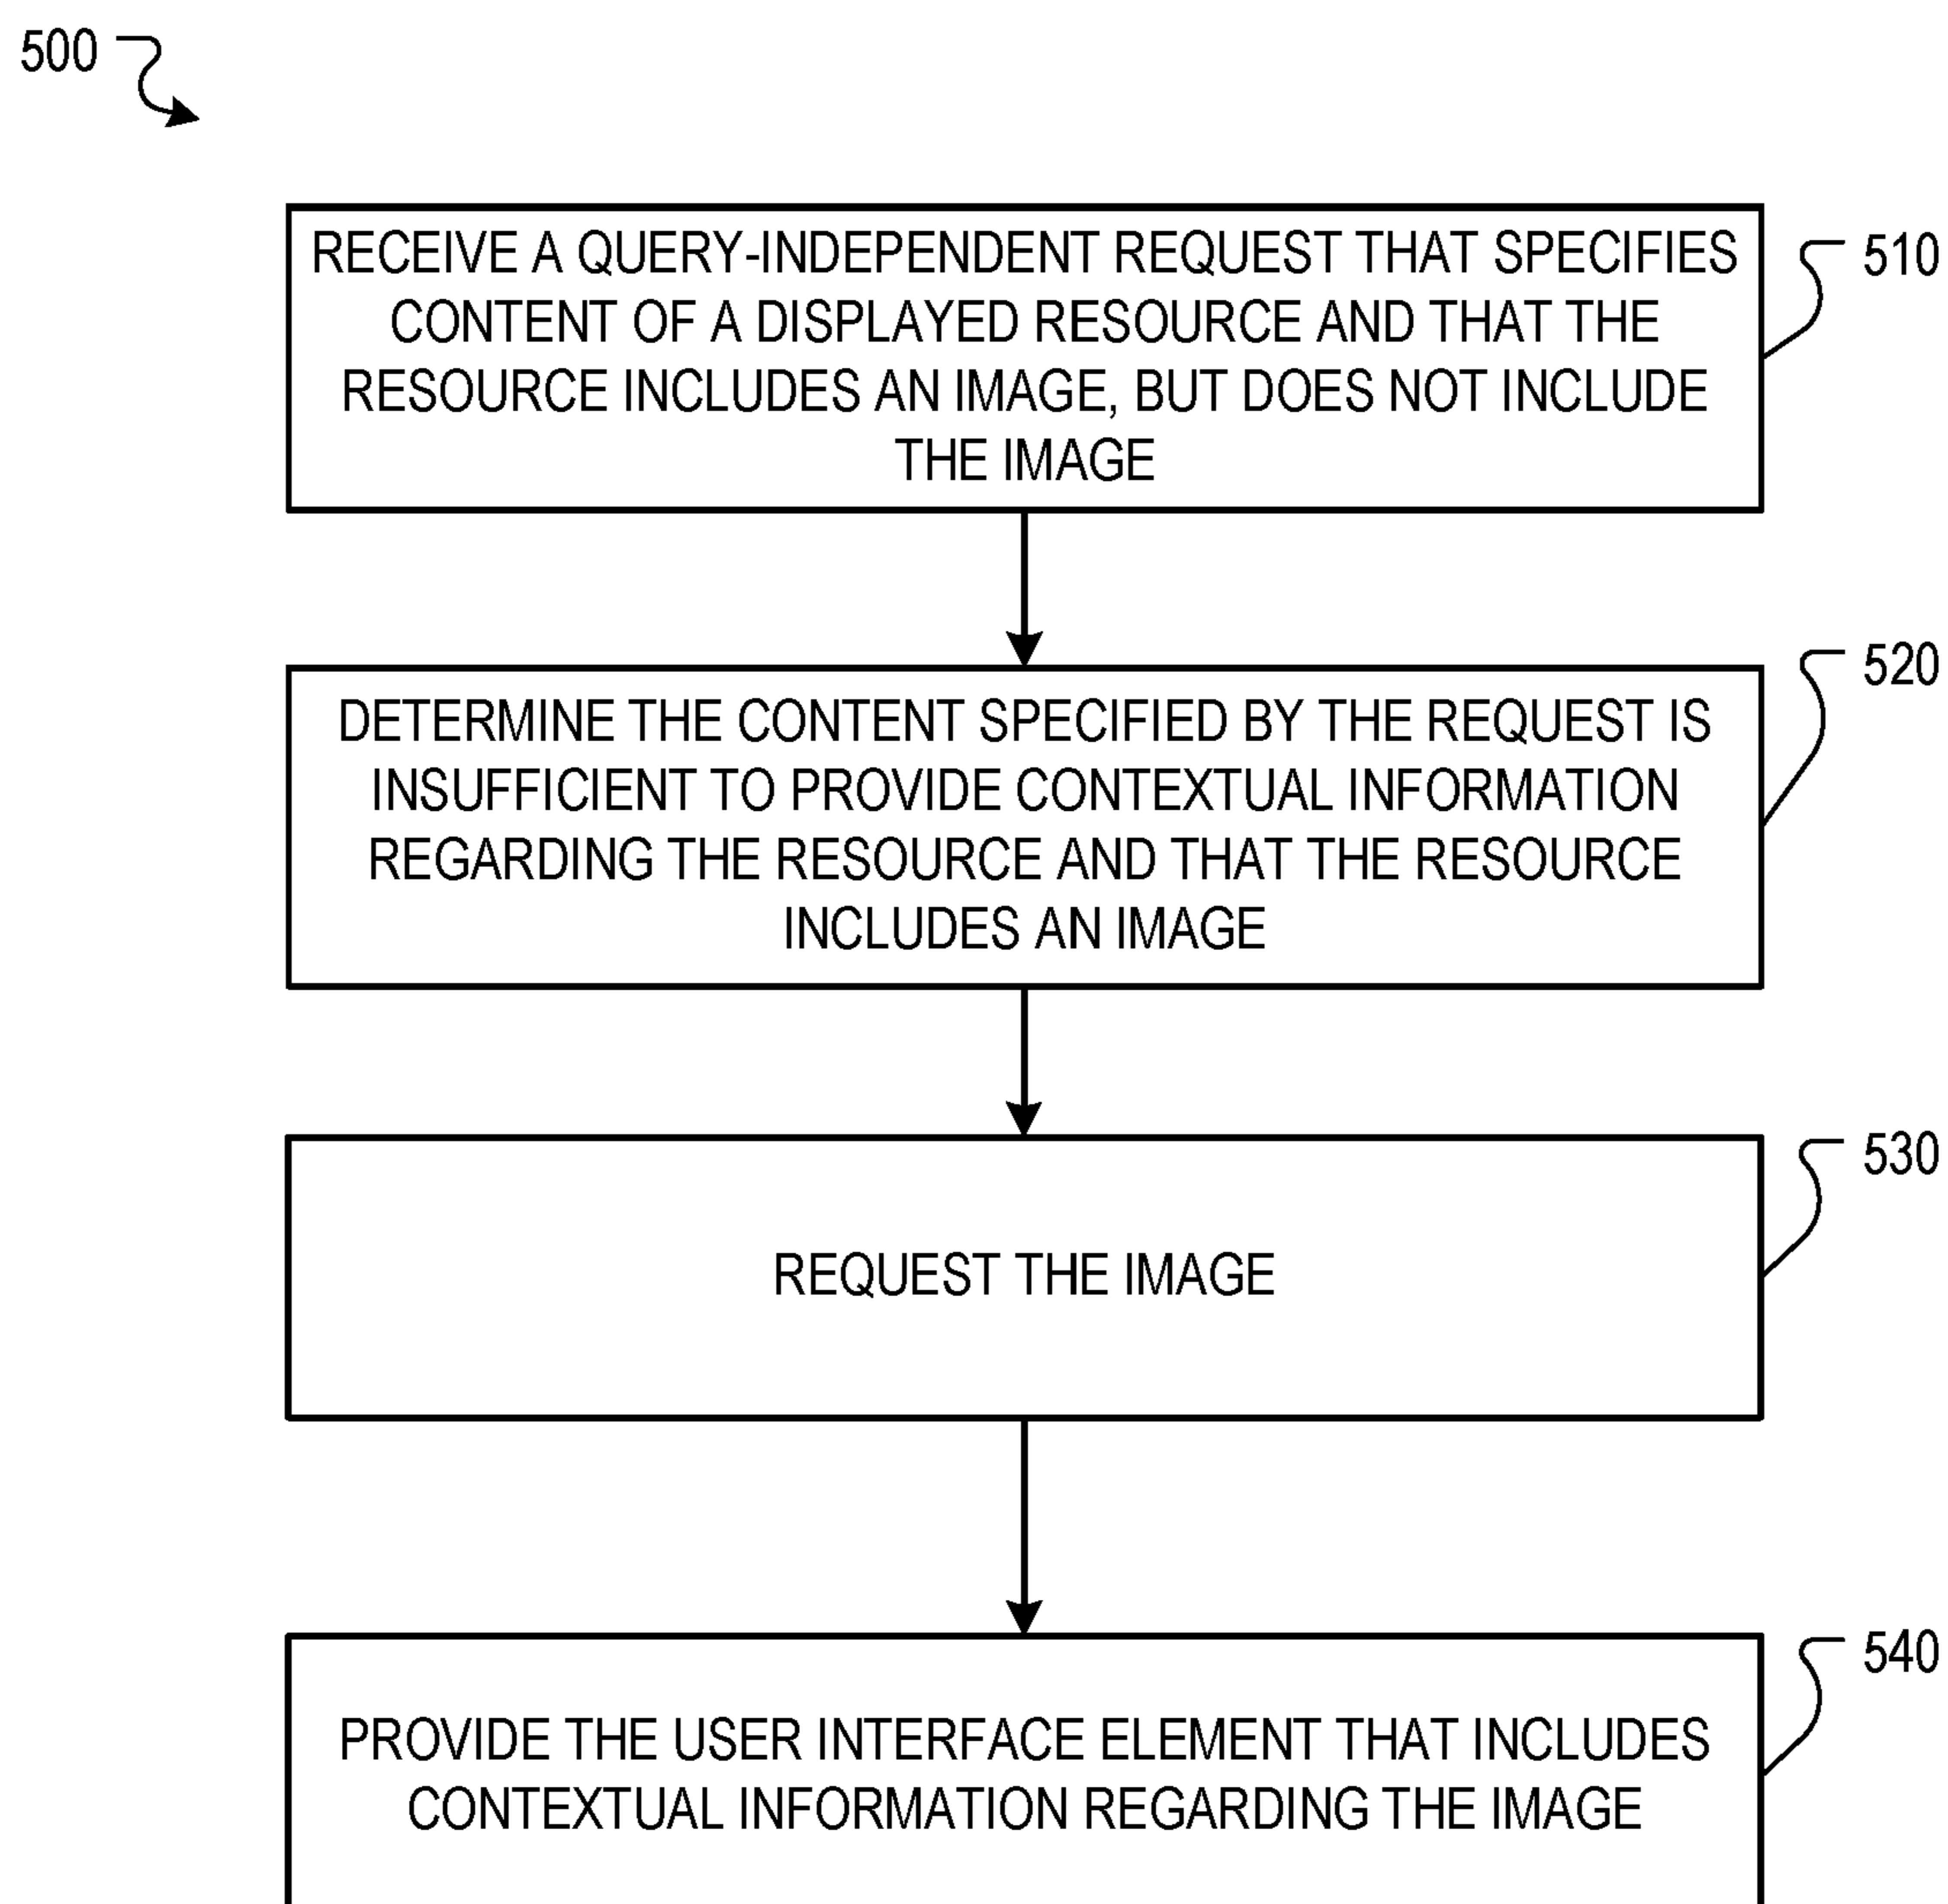 500
RECEIVE A QUERY-INDEPENDENT REQUEST THAT SPECIFIES
CONTENT OF A DISPLAYED RESOURCE AND THAT THE
RESOURCE INCLUDES AN IMAGE, BUT DOES NOT INCLUDE
THE IMAGE
510
DETERMINE THE CONTENT SPECIFIED BY THE REQUEST IS
INSUFFICIENT TO PROVIDE CONTEXTUAL INFORMATION
REGARDING THE RESOURCE AND THAT THE RESOURCE
INCLUDES AN IMAGE
520
REQUEST THE IMAGE
530
PROVIDE THE USER INTERFACE ELEMENT THAT INCLUDES
CONTEXTUAL INFORMATION REGARDING THE IMAGE
540